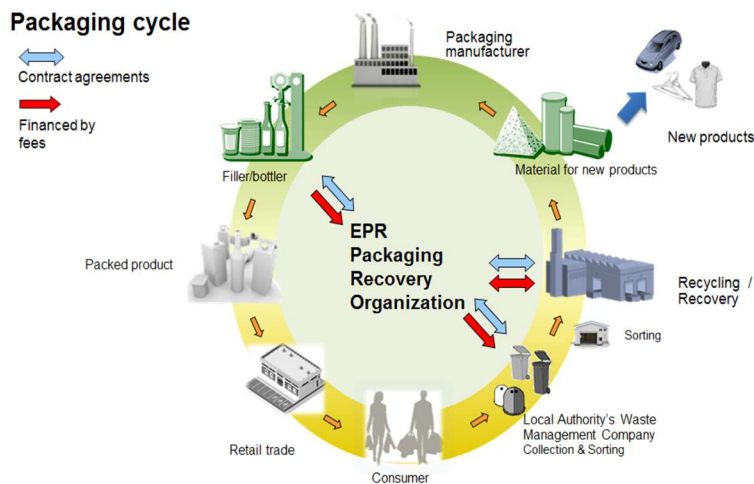 Packaging cycle
Contract agreements
Financed by
fees
Packaging
manufacturer
New products
Material for new products
Filler/bottler
EPR
Packaging
Recovery
Organization
Packed product
Recycling /
Recovery
Sorting
Retail trade
Local Authority's Waste
Management Company
Collection & Sorting
Consumer